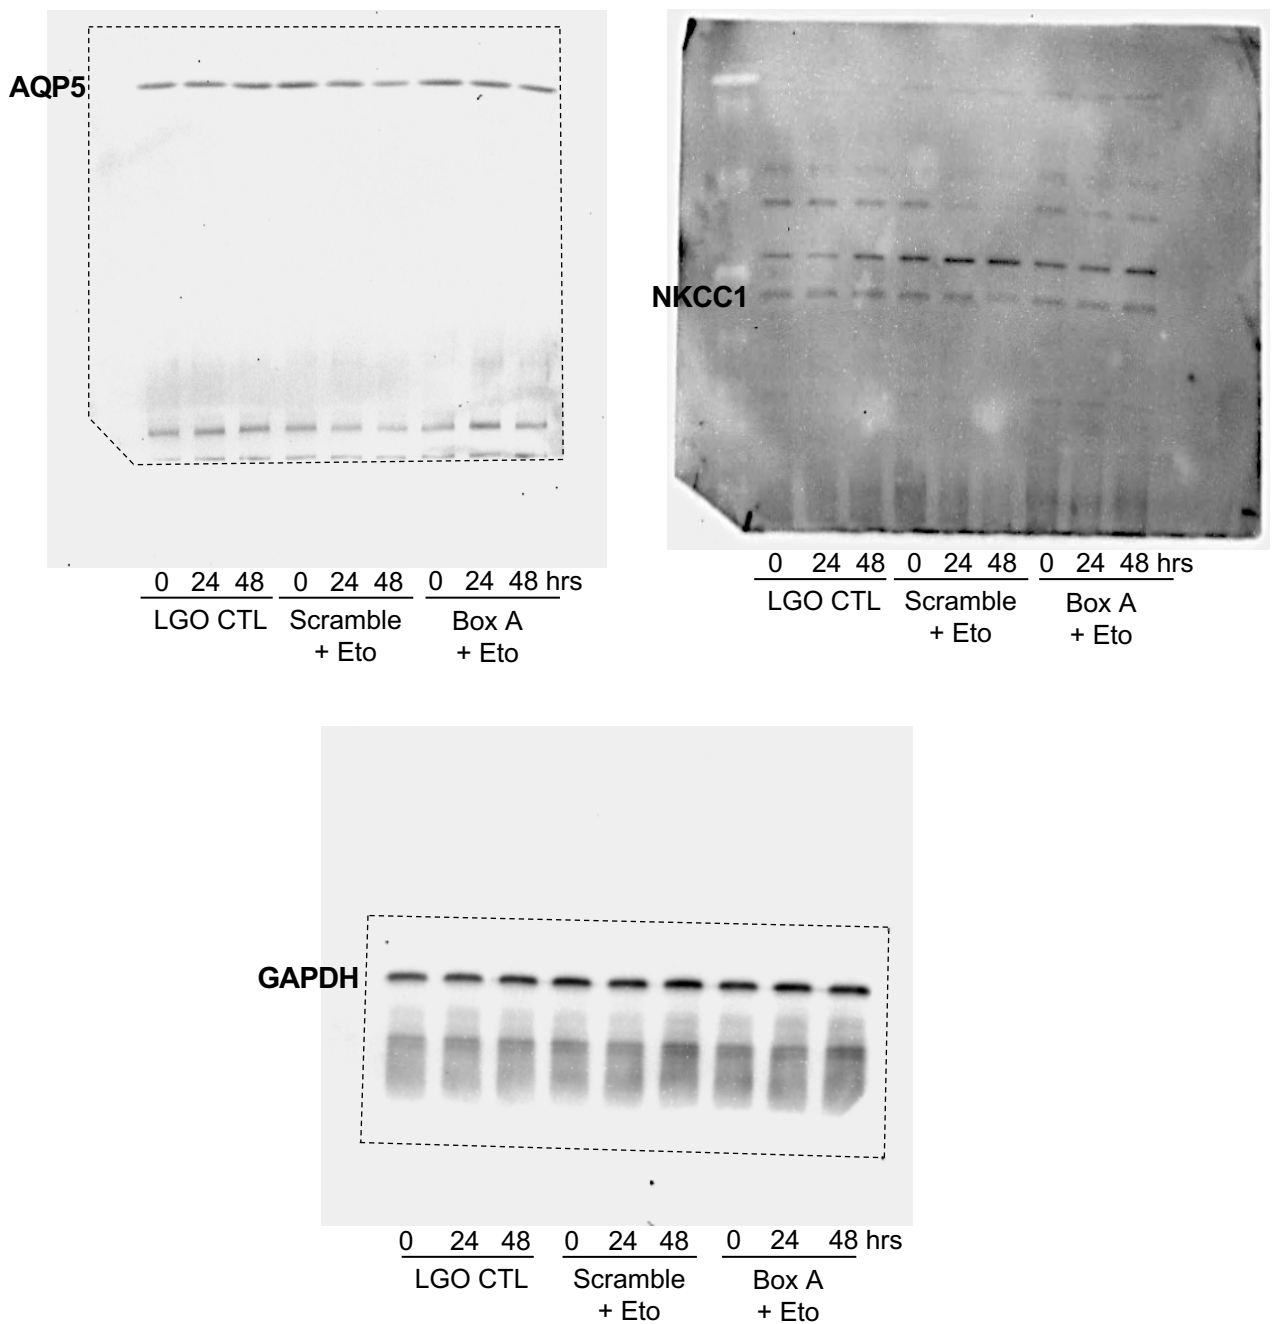 AQP5
0 24 48 0 24 48 0 24 48 hrs
LGO CTL Scramble + Eto Box A + Eto
NKCC1
0 24 48 0 24 48 0 24 48 hrs
LGO CTL Scramble + Eto Box A + Eto
GAPDH
0 24 48 0 24 48 0 24 48 hrs
LGO CTL Scramble + Eto Box A + Eto